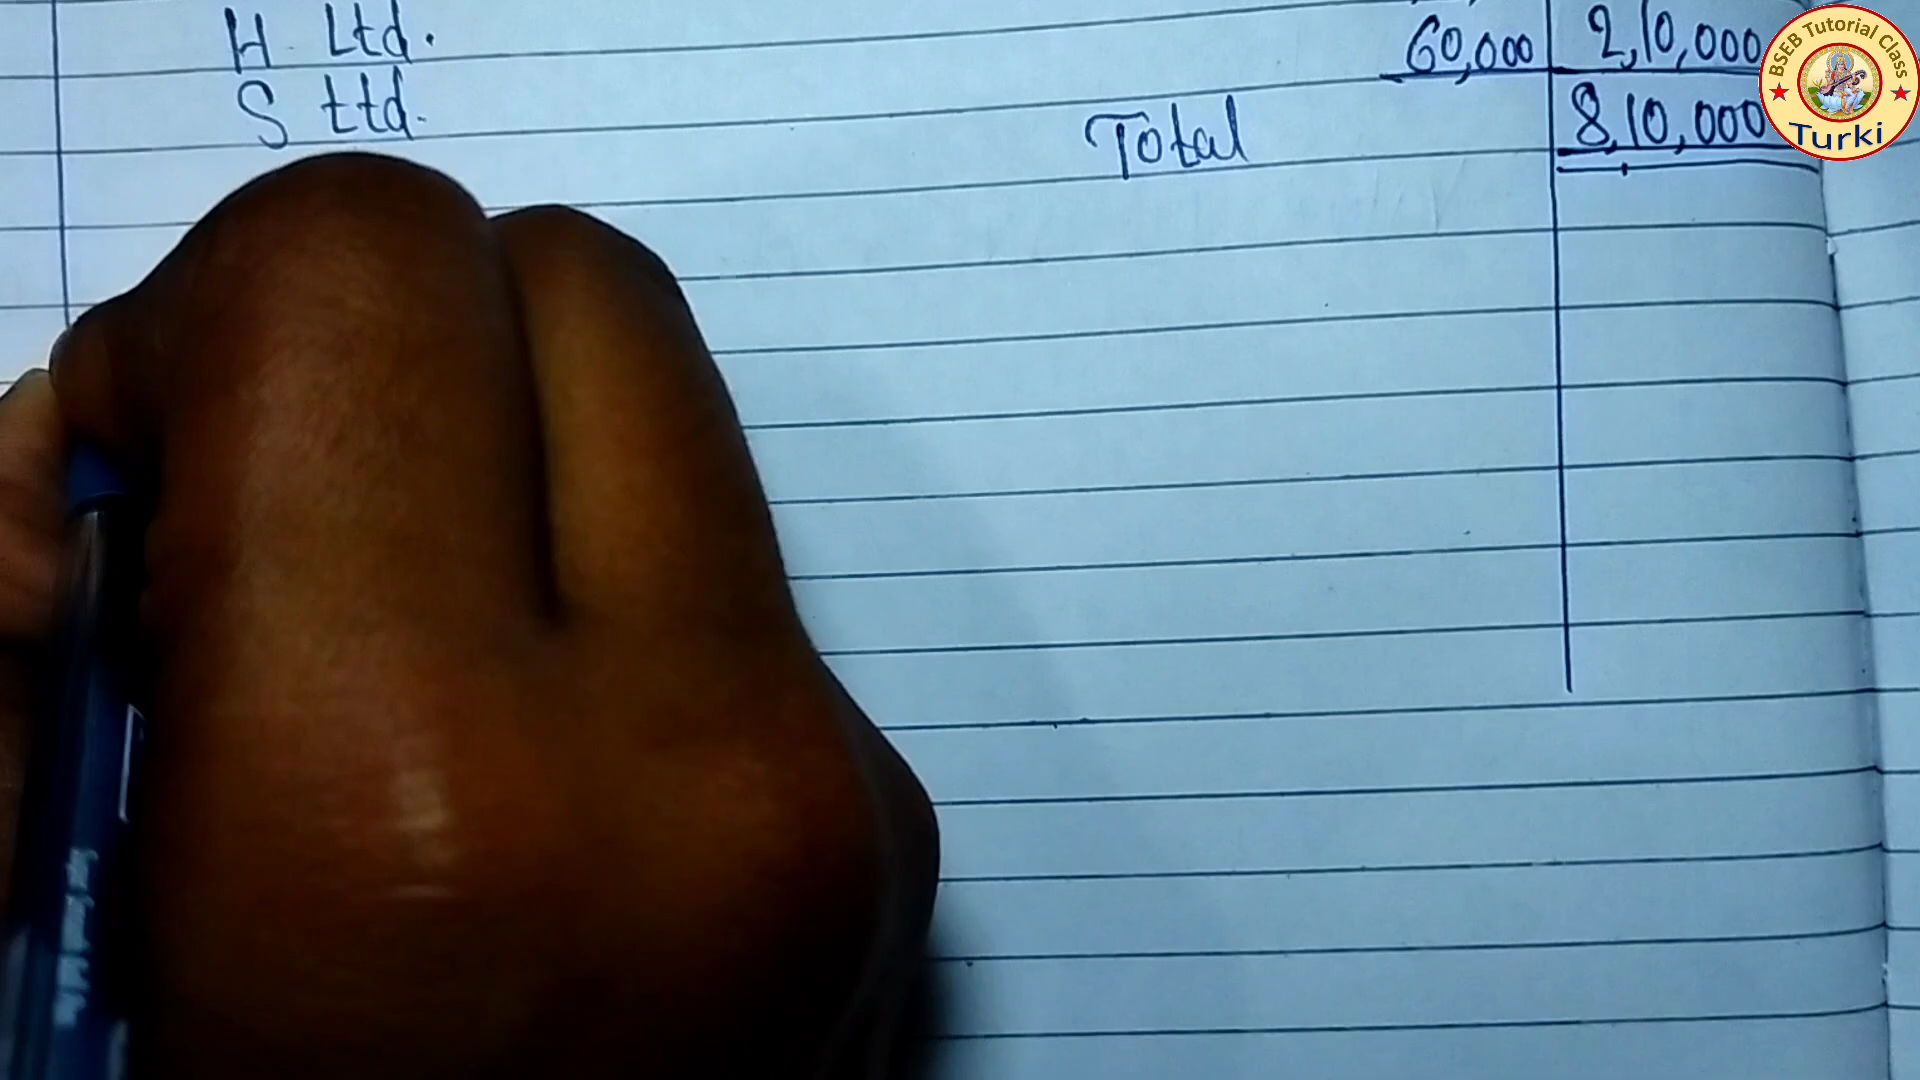 H. Ltd. 60,000 2,10,000
S Ltd.
Total 8,10,000
BSEB Tutorial Class
Turki